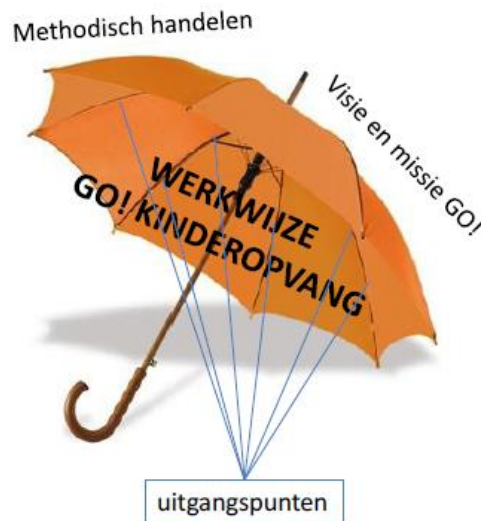 Methodisch handelen
Visie en missie GO!
WERKWIJZE
GO! KINDEROPVANG
uitgangspunten